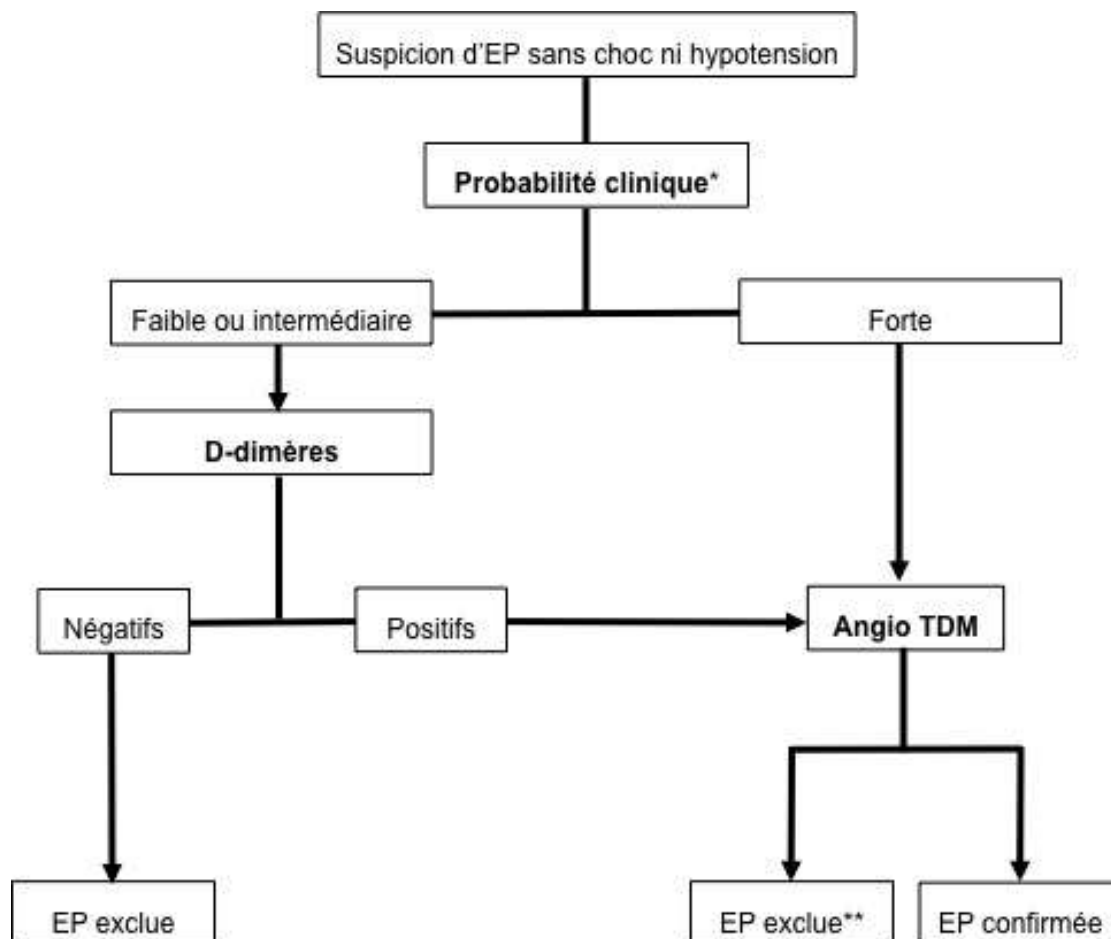 Suspicion d'EP sans choc ni hypotension
Probabilité clinique*
Faible ou intermédiaire
Forte
D-dimères
Négatifs
Positifs
Angio TDM
EP exclue
EP exclue**
EP confirmée